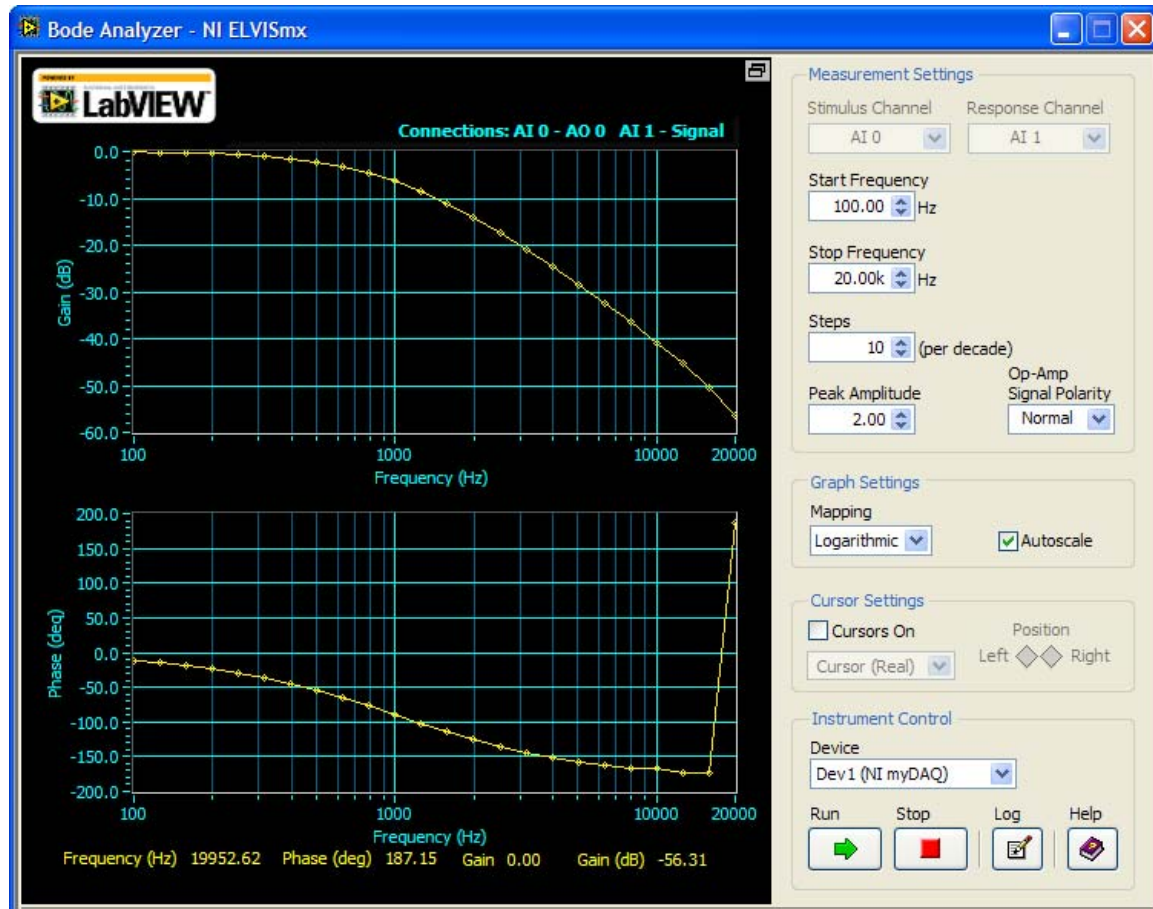 Bode Analyzer - NI ELVISmx
LabVIEW
Connections: AI 0 - AO 0 AI 1 - Signal
Gain (dB)
0.0
-10.0
-20.0
-30.0
-40.0
-50.0
-60.0
100
1000
10000
20000
Frequency (Hz)
Phase (deg)
200.0
150.0
100.0
50.0
0.0
-50.0
-100.0
-150.0
-200.0
100
1000
10000
20000
Frequency (Hz)
Frequency (Hz) 19952.62 Phase (deg) 187.15 Gain 0.00 Gain (dB) -56.31
Measurement Settings
Stimulus Channel Response Channel
AI 0 AI 1
Start Frequency
100.00 Hz
Stop Frequency
20.00k Hz
Steps
10 (per decade)
Peak Amplitude
2.00
Op-Amp
Signal Polarity
Normal
Graph Settings
Mapping
Logarithmic Autoscale
Cursor Settings
Cursors On Position
Cursor (Real) Left Right
Instrument Control
Device
Dev1 (NI myDAQ)
Run Stop Log Help